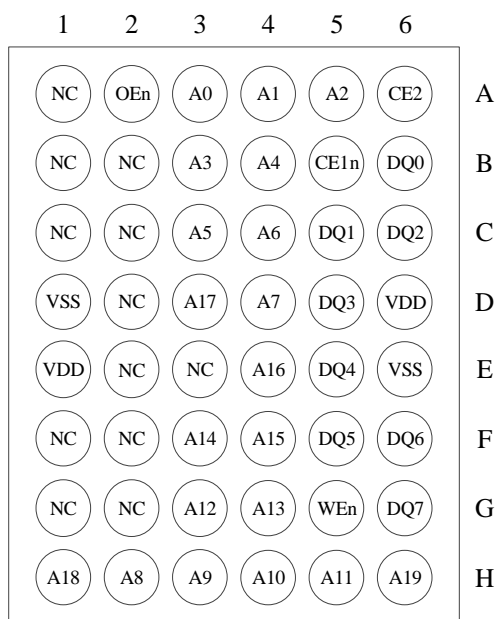 1 2 3 4 5 6
NC OEn A0 A1 A2 CE2 A
NC NC A3 A4 CE1n DQ0 B
NC NC A5 A6 DQ1 DQ2 C
VSS NC A17 A7 DQ3 VDD D
VDD NC NC A16 DQ4 VSS E
NC NC A14 A15 DQ5 DQ6 F
NC NC A12 A13 WEn DQ7 G
A18 A8 A9 A10 A11 A19 H